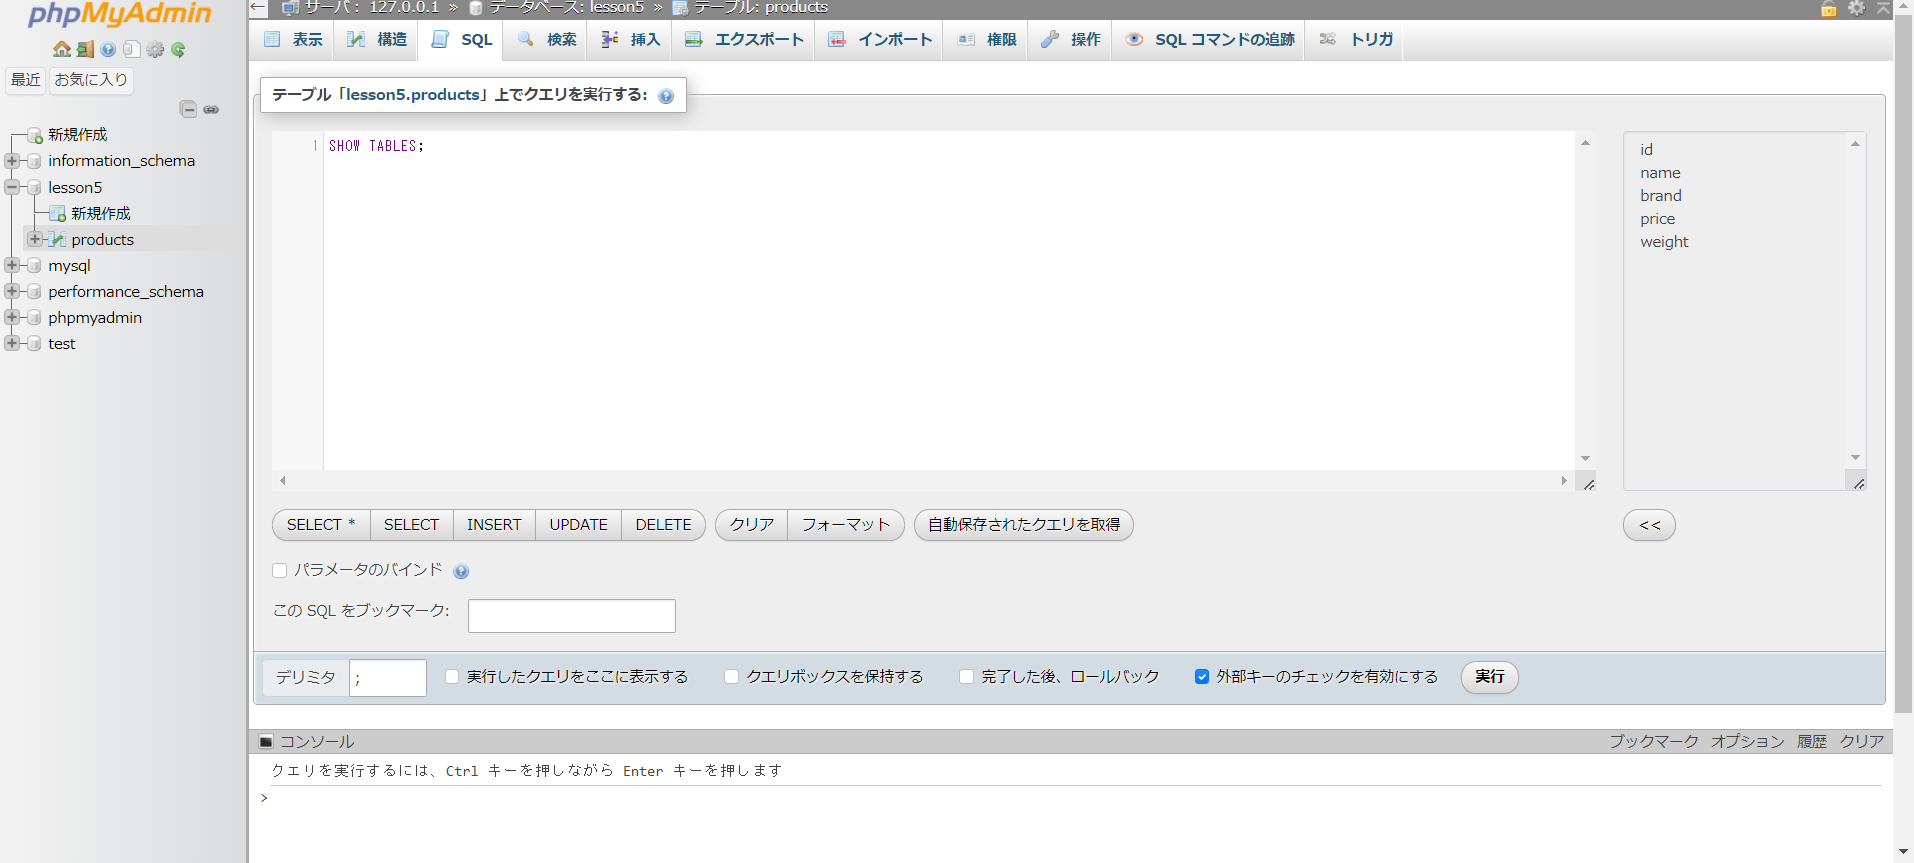 phpMyAdmin
最近 お気に入り
新規作成
information_schema
lesson5
新規作成
products
mysql
performance_schema
phpmyadmin
test
サーバ: 127.0.0.1 » データベース: lesson5 » テーブル: products
表示 構造 SQL 検索 挿入 エクスポート インポート 権限 操作 SQL コマンドの追跡 トリガ
テーブル「lesson5.products」上でクエリを実行する:
1 SHOW TABLES;
id
name
brand
price
weight
SELECT * SELECT INSERT UPDATE DELETE クリア フォーマット 自動保存されたクエリを取得 <<
パラメータのバインド
この SQL をブックマーク:
デリミタ ; 実行したクエリをここに表示する クエリボックスを保持する 完了した後、ロールバック 外部キーのチェックを有効にする 実行
コンソール ブックマーク オプション 履歴 クリア
クエリを実行するには、Ctrl キーを押しながら Enter キーを押します
>